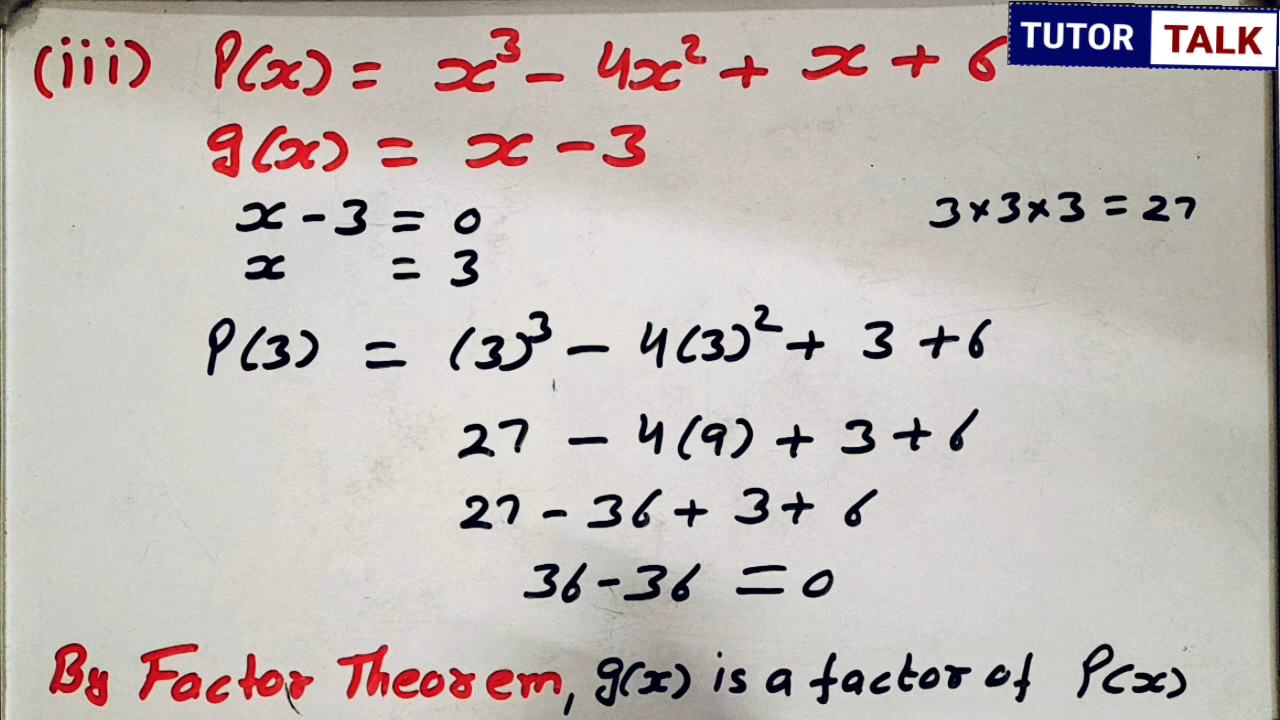 TUTOR TALK
(iii) P(x) = x³ - 4x² + x + 6
g(x) = x - 3
x - 3 = 0
3×3×3 = 27
x = 3
P(3) = (3)³ - 4(3)² + 3 + 6
27 - 4(9) + 3 + 6
27 - 36 + 3 + 6
36 - 36 = 0
By Factor Theorem, g(x) is a factor of P(x)